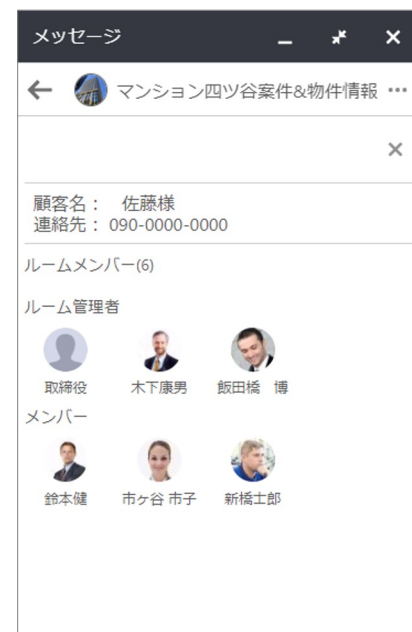 メッセージ
マンション四ツ谷案件&物件情報
顧客名： 佐藤様
連絡先： 090-0000-0000
ルームメンバー(6)
ルーム管理者
取締役 木下康男 飯田橋 博
メンバー
鈴本健 市ヶ谷 市子 新橋士郎